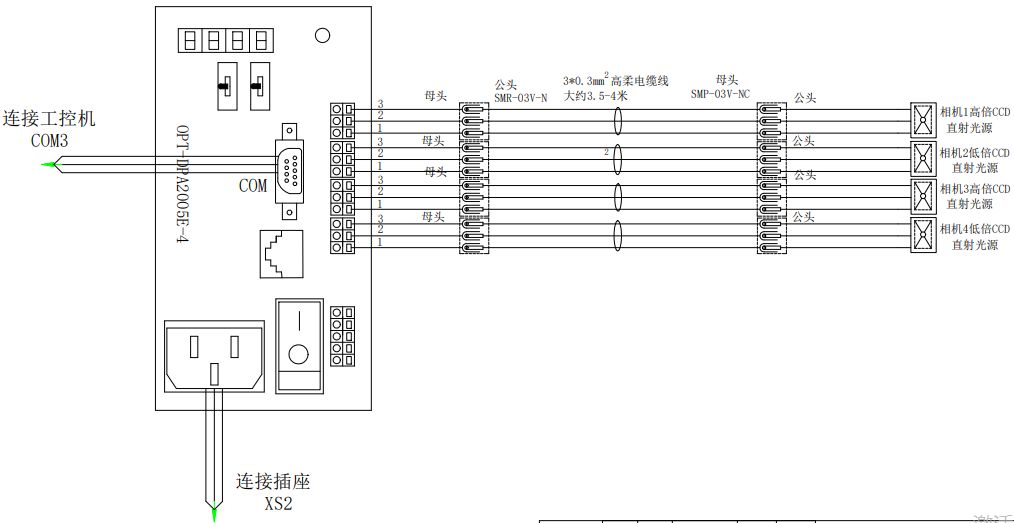 连接工控机
COM3
OPT-DPA2005E-4
COM
连接插座
XS2
3
2
1
3
2
1
3
2
1
3
2
1
母头
母头
母头
母头
公头
SMR-03V-N
3*0.3mm2高柔电缆线
大约3.5-4米
2
母头
SMP-03V-NC
公头
公头
公头
公头
相机1高倍CCD
直射光源
相机2低倍CCD
直射光源
相机3高倍CCD
直射光源
相机4低倍CCD
直射光源